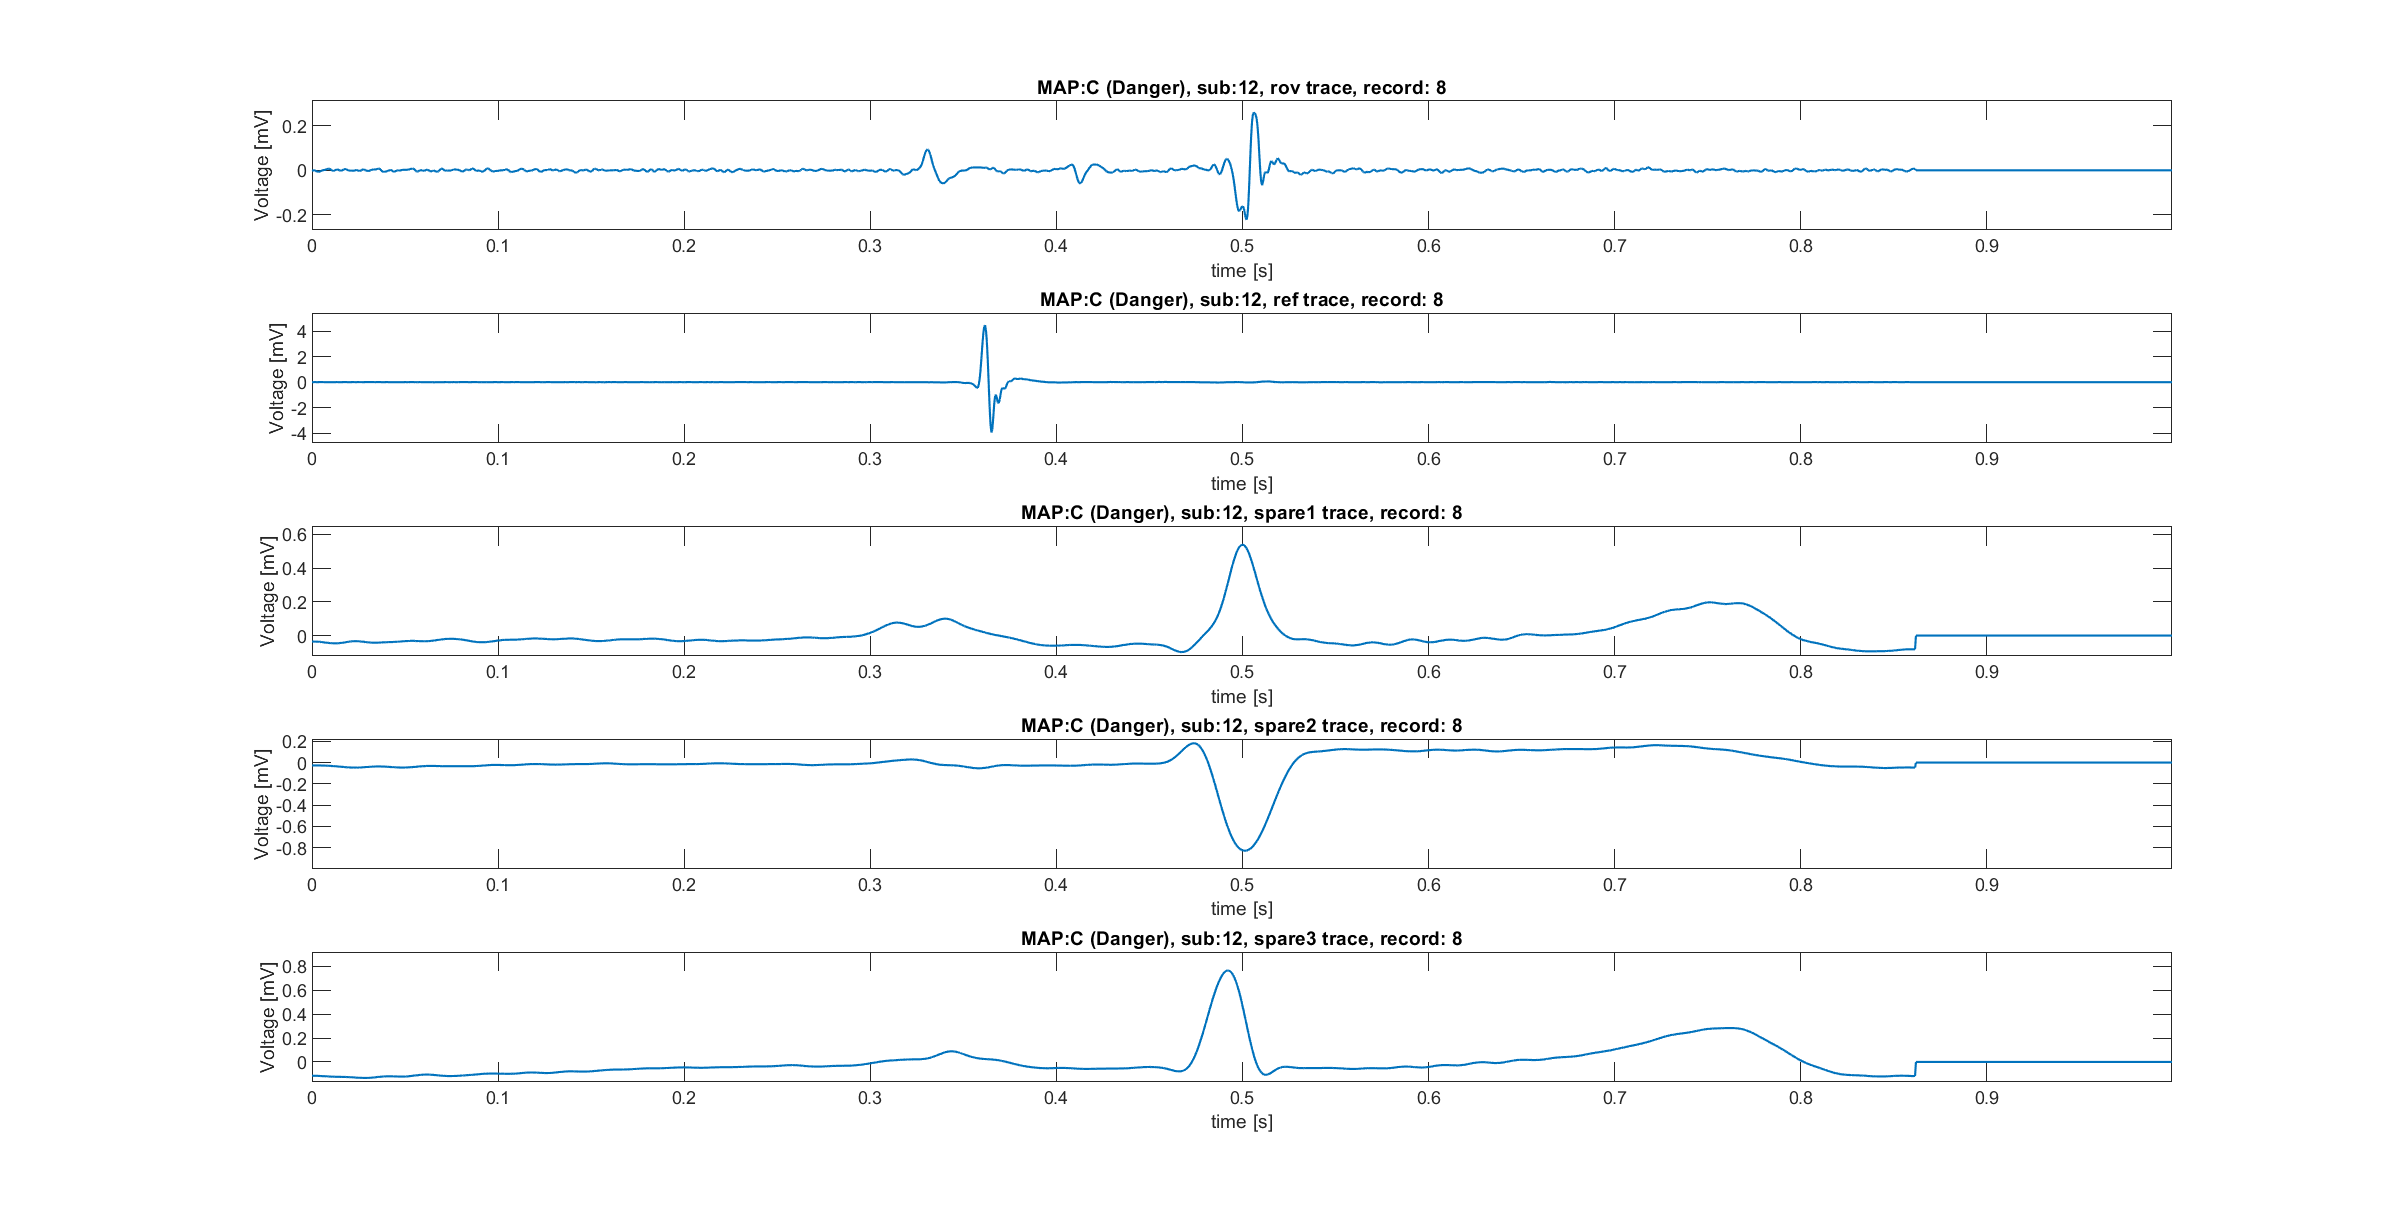 MAP:C (Danger), sub:12, rov trace, record: 8
Voltage [mV]
0.2
0
-0.2
0 0.1 0.2 0.3 0.4 0.5 0.6 0.7 0.8 0.9
time [s]
MAP:C (Danger), sub:12, ref trace, record: 8
Voltage [mV]
4
2
0
-2
-4
0 0.1 0.2 0.3 0.4 0.5 0.6 0.7 0.8 0.9
time [s]
MAP:C (Danger), sub:12, spare1 trace, record: 8
Voltage [mV]
0.6
0.4
0.2
0
0 0.1 0.2 0.3 0.4 0.5 0.6 0.7 0.8 0.9
time [s]
MAP:C (Danger), sub:12, spare2 trace, record: 8
Voltage [mV]
0.2
0
-0.2
-0.4
-0.6
-0.8
0 0.1 0.2 0.3 0.4 0.5 0.6 0.7 0.8 0.9
time [s]
MAP:C (Danger), sub:12, spare3 trace, record: 8
Voltage [mV]
0.8
0.6
0.4
0.2
0
0 0.1 0.2 0.3 0.4 0.5 0.6 0.7 0.8 0.9
time [s]